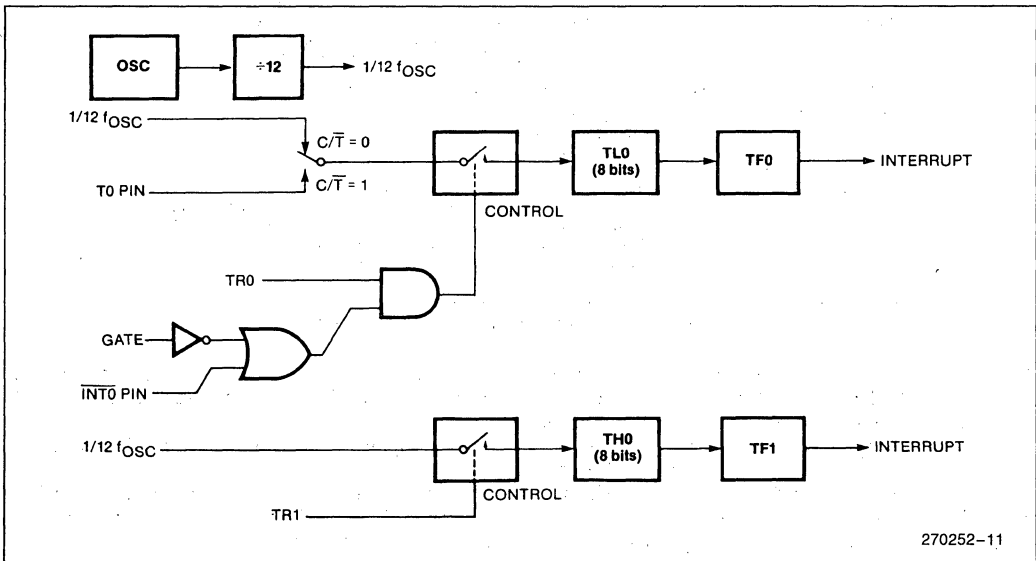 OSC
÷12
1/12 fOSC
1/12 fOSC
C/T̅ = 0
T0 PIN
C/T̅ = 1
CONTROL
TL0
(8 bits)
TF0
INTERRUPT
TR0
GATE
I̅N̅T̅0̅ PIN
1/12 fOSC
CONTROL
TH0
(8 bits)
TF1
INTERRUPT
TR1
270252-11